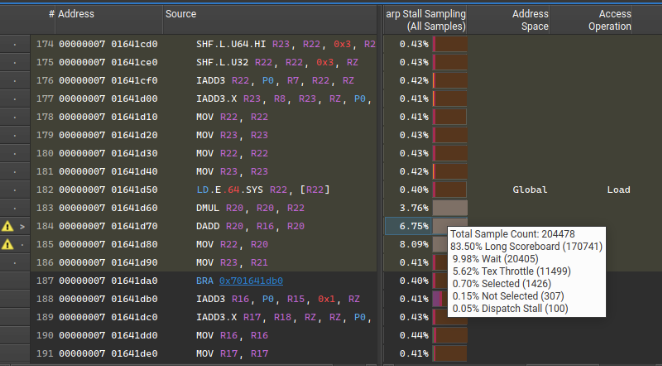 # Address Source arp Stall Sampling Address Access
(All Samples) Space Operation
174 00000007 01641cd0 SHF.L.U64.HI R23, R22, 0x3, R2 0.43%
175 00000007 01641ce0 SHF.L.U32 R22, R22, 0x3, RZ 0.43%
176 00000007 01641cf0 IADD3 R22, P0, R7, R22, RZ 0.42%
177 00000007 01641d00 IADD3.X R23, R8, R23, RZ, P0, 0.41%
178 00000007 01641d10 MOV R22, R22 0.41%
179 00000007 01641d20 MOV R23, R23 0.43%
180 00000007 01641d30 MOV R22, R22 0.43%
181 00000007 01641d40 MOV R23, R23 0.42%
182 00000007 01641d50 LD.E.64.SYS R22, [R22] 0.40% Global Load
183 00000007 01641d60 DMUL R20, R20, R22 3.76%
184 00000007 01641d70 DADD R20, R16, R20 6.75%
185 00000007 01641d80 MOV R22, R20 8.09%
186 00000007 01641d90 MOV R23, R21 0.41%
187 00000007 01641da0 BRA 0x701641db0 0.40%
188 00000007 01641db0 IADD3 R16, P0, R15, 0x1, RZ 0.41%
189 00000007 01641dc0 IADD3.X R17, R18, RZ, RZ, P0, 0.43%
190 00000007 01641dd0 MOV R16, R16 0.44%
191 00000007 01641de0 MOV R17, R17 0.41%
Total Sample Count: 204478
83.50% Long Scoreboard (170741)
9.98% Wait (20405)
5.62% Tex Throttle (11499)
0.70% Selected (1426)
0.15% Not Selected (307)
0.05% Dispatch Stall (100)